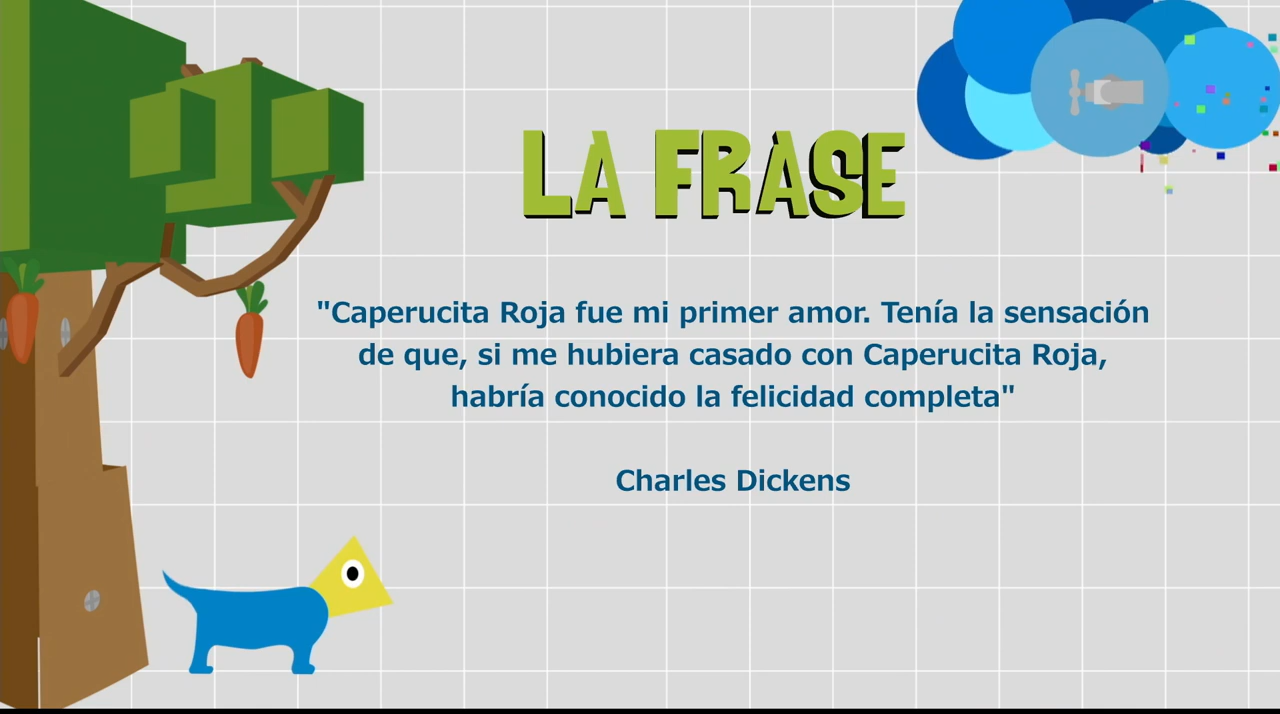 LA FRASE
"Caperucita Roja fue mi primer amor. Tenía la sensación
de que, si me hubiera casado con Caperucita Roja,
habría conocido la felicidad completa"
Charles Dickens